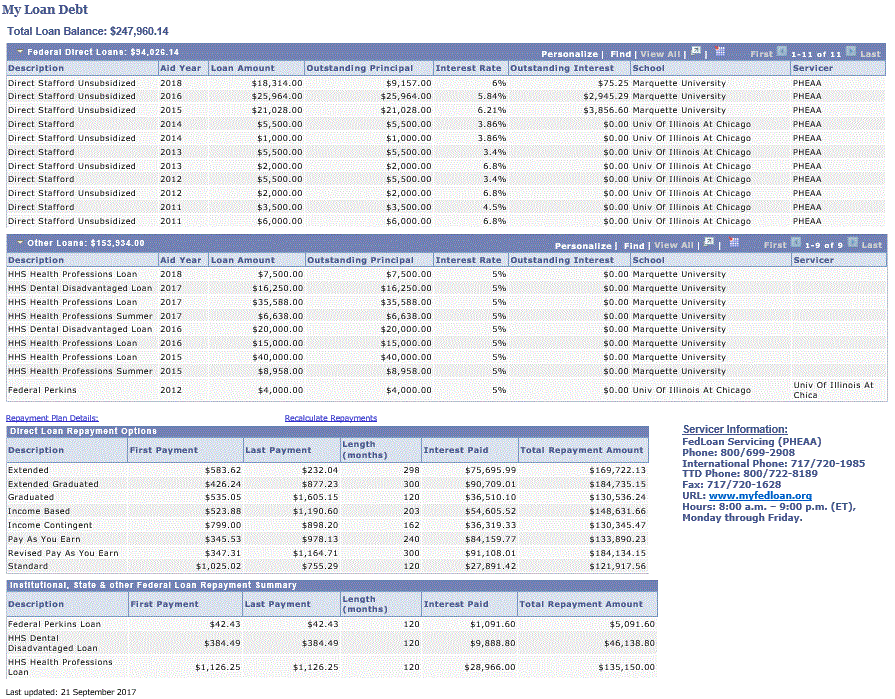 My Loan Debt
Total Loan Balance: $247,960.14
Federal Direct Loans: $94,026.14 Personalize | Find | View All | | First 1-11 of 11 Last
Description Aid Year Loan Amount Outstanding Principal Interest Rate Outstanding Interest School Servicer
Direct Stafford Unsubsidized 2018 $18,314.00 $9,157.00 6% $75.25 Marquette University PHEAA
Direct Stafford Unsubsidized 2016 $25,964.00 $25,964.00 5.84% $2,945.29 Marquette University PHEAA
Direct Stafford Unsubsidized 2015 $21,028.00 $21,028.00 6.21% $3,856.60 Marquette University PHEAA
Direct Stafford 2014 $5,500.00 $5,500.00 3.86% $0.00 Univ Of Illinois At Chicago PHEAA
Direct Stafford Unsubsidized 2014 $1,000.00 $1,000.00 3.86% $0.00 Univ Of Illinois At Chicago PHEAA
Direct Stafford 2013 $5,500.00 $5,500.00 3.4% $0.00 Univ Of Illinois At Chicago PHEAA
Direct Stafford Unsubsidized 2013 $2,000.00 $2,000.00 6.8% $0.00 Univ Of Illinois At Chicago PHEAA
Direct Stafford 2012 $5,500.00 $5,500.00 3.4% $0.00 Univ Of Illinois At Chicago PHEAA
Direct Stafford Unsubsidized 2012 $2,000.00 $2,000.00 6.8% $0.00 Univ Of Illinois At Chicago PHEAA
Direct Stafford 2011 $3,500.00 $3,500.00 4.5% $0.00 Univ Of Illinois At Chicago PHEAA
Direct Stafford Unsubsidized 2011 $6,000.00 $6,000.00 6.8% $0.00 Univ Of Illinois At Chicago PHEAA
Other Loans: $153,934.00 Personalize | Find | View All | | First 1-9 of 9 Last
Description Aid Year Loan Amount Outstanding Principal Interest Rate Outstanding Interest School Servicer
HHS Health Professions Loan 2018 $7,500.00 $7,500.00 5% $0.00 Marquette University
HHS Dental Disadvantaged Loan 2017 $16,250.00 $16,250.00 5% $0.00 Marquette University
HHS Health Professions Loan 2017 $35,588.00 $35,588.00 5% $0.00 Marquette University
HHS Health Professions Summer 2017 $6,638.00 $6,638.00 5% $0.00 Marquette University
HHS Dental Disadvantaged Loan 2016 $20,000.00 $20,000.00 5% $0.00 Marquette University
HHS Health Professions Loan 2016 $15,000.00 $15,000.00 5% $0.00 Marquette University
HHS Health Professions Loan 2015 $40,000.00 $40,000.00 5% $0.00 Marquette University
HHS Health Professions Summer 2015 $8,958.00 $8,958.00 5% $0.00 Marquette University
Federal Perkins 2012 $4,000.00 $4,000.00 5% $0.00 Univ Of Illinois At Chicago Univ Of Illinois At
Chica
Repayment Plan Details: Recalculate Repayments
Direct Loan Repayment Options
Description First Payment Last Payment Length
(months) Interest Paid Total Repayment Amount
Extended $583.62 $232.04 298 $75,695.99 $169,722.13
Extended Graduated $426.24 $877.23 300 $90,709.01 $184,735.15
Graduated $535.05 $1,605.15 120 $36,510.10 $130,536.24
Income Based $523.88 $1,190.60 203 $54,605.52 $148,631.66
Income Contingent $799.00 $898.20 162 $36,319.33 $130,345.47
Pay As You Earn $345.53 $978.13 240 $84,159.77 $133,890.23
Revised Pay As You Earn $347.31 $1,164.71 300 $91,108.01 $184,134.15
Standard $1,025.02 $755.29 120 $27,891.42 $121,917.56
Servicer Information:
FedLoan Servicing (PHEAA)
Phone: 800/699-2908
International Phone: 717/720-1985
TTD Phone: 800/722-8189
Fax: 717/720-1628
URL: www.myfedloan.org
Hours: 8:00 a.m. – 9:00 p.m. (ET),
Monday through Friday.
Institutional, State & other Federal Loan Repayment Summary
Description First Payment Last Payment Length
(months) Interest Paid Total Repayment Amount
Federal Perkins Loan $42.43 $42.43 120 $1,091.60 $5,091.60
HHS Dental
Disadvantaged Loan $384.49 $384.49 120 $9,888.80 $46,138.80
HHS Health Professions
Loan $1,126.25 $1,126.25 120 $28,966.00 $135,150.00
Last updated: 21 September 2017